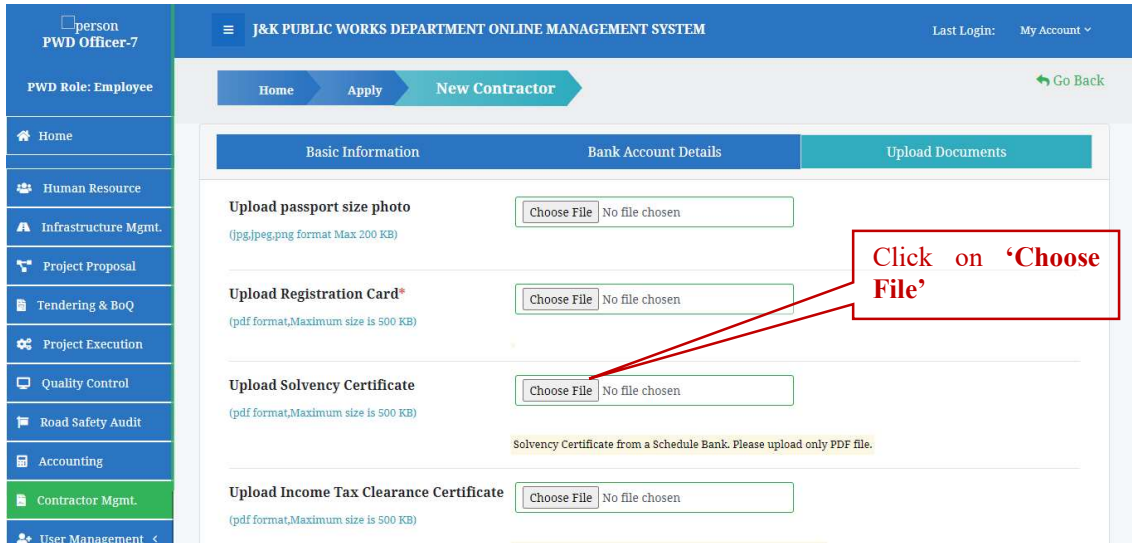 person
PWD Officer-7
PWD Role: Employee
Home
Human Resource
Infrastructure Mgmt.
Project Proposal
Tendering & BoQ
Project Execution
Quality Control
Road Safety Audit
Accounting
Contractor Mgmt.
User Management
J&K PUBLIC WORKS DEPARTMENT ONLINE MANAGEMENT SYSTEM
Last Login: My Account
Home Apply New Contractor
Go Back
Basic Information Bank Account Details Upload Documents
Upload passport size photo
(jpg,jpeg,png format Max 200 KB)
Choose File No file chosen
Click on ‘Choose
File’
Upload Registration Card*
(pdf format,Maximum size is 500 KB)
Choose File No file chosen
Upload Solvency Certificate
(pdf format,Maximum size is 500 KB)
Choose File No file chosen
Solvency Certificate from a Schedule Bank. Please upload only PDF file.
Upload Income Tax Clearance Certificate
(pdf format,Maximum size is 500 KB)
Choose File No file chosen